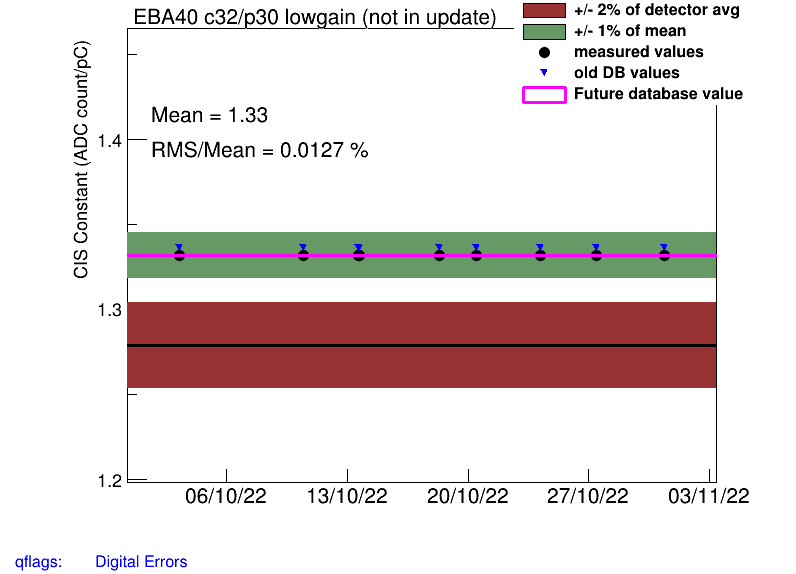 EBA40 c32/p30 lowgain (not in update)
+/- 2% of detector avg
+/- 1% of mean
measured values
old DB values
Future database value
CIS Constant (ADC count/pC)
Mean = 1.33
RMS/Mean = 0.0127 %
1.4
1.3
1.2
06/10/22 13/10/22 20/10/22 27/10/22 03/11/22
qflags: Digital Errors